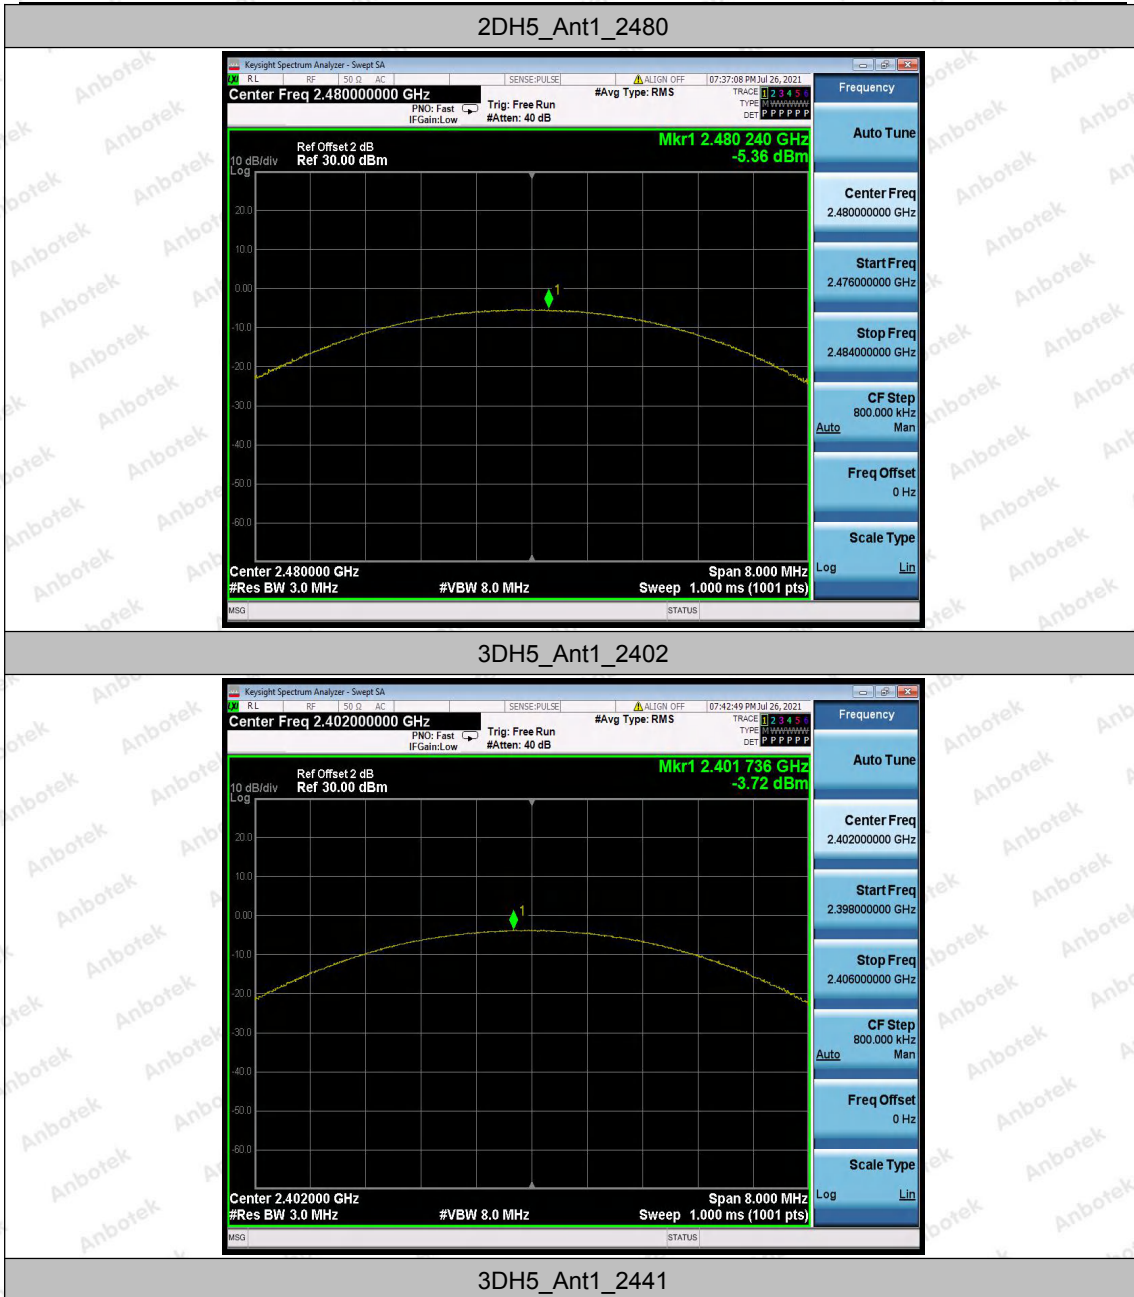 2DH5_Ant1_2480
Keysight Spectrum Analyzer - Swept SA
RL RF 50 Ω AC SENSE:PULSE ALIGN OFF 07:37:08 PM Jul 26, 2021
Center Freq 2.480000000 GHz #Avg Type: RMS TRACE 1 2 3 4 5 6
PNO: Fast Trig: Free Run TYPE M WWWWW
IFGain:Low #Atten: 40 dB DET P P P P P P
Mkr1 2.480 240 GHz
-5.36 dBm
Ref Offset 2 dB
10 dB/div Ref 30.00 dBm
Log
20.0
10.0
0.00
-10.0
-20.0
-30.0
-40.0
-50.0
-60.0
1
Center 2.480000 GHz Span 8.000 MHz
#Res BW 3.0 MHz #VBW 8.0 MHz Sweep 1.000 ms (1001 pts)
MSG STATUS
Frequency
Auto Tune
Center Freq
2.480000000 GHz
Start Freq
2.476000000 GHz
Stop Freq
2.484000000 GHz
CF Step
800.000 kHz
Auto Man
Freq Offset
0 Hz
Scale Type
Log Lin
3DH5_Ant1_2402
Keysight Spectrum Analyzer - Swept SA
RL RF 50 Ω AC SENSE:PULSE ALIGN OFF 07:42:49 PM Jul 26, 2021
Center Freq 2.402000000 GHz #Avg Type: RMS TRACE 1 2 3 4 5 6
PNO: Fast Trig: Free Run TYPE M WWWWW
IFGain:Low #Atten: 40 dB DET P P P P P P
Mkr1 2.401 736 GHz
-3.72 dBm
Ref Offset 2 dB
10 dB/div Ref 30.00 dBm
Log
20.0
10.0
0.00
-10.0
-20.0
-30.0
-40.0
-50.0
-60.0
1
Center 2.402000 GHz Span 8.000 MHz
#Res BW 3.0 MHz #VBW 8.0 MHz Sweep 1.000 ms (1001 pts)
MSG STATUS
Frequency
Auto Tune
Center Freq
2.402000000 GHz
Start Freq
2.398000000 GHz
Stop Freq
2.406000000 GHz
CF Step
800.000 kHz
Auto Man
Freq Offset
0 Hz
Scale Type
Log Lin
3DH5_Ant1_2441